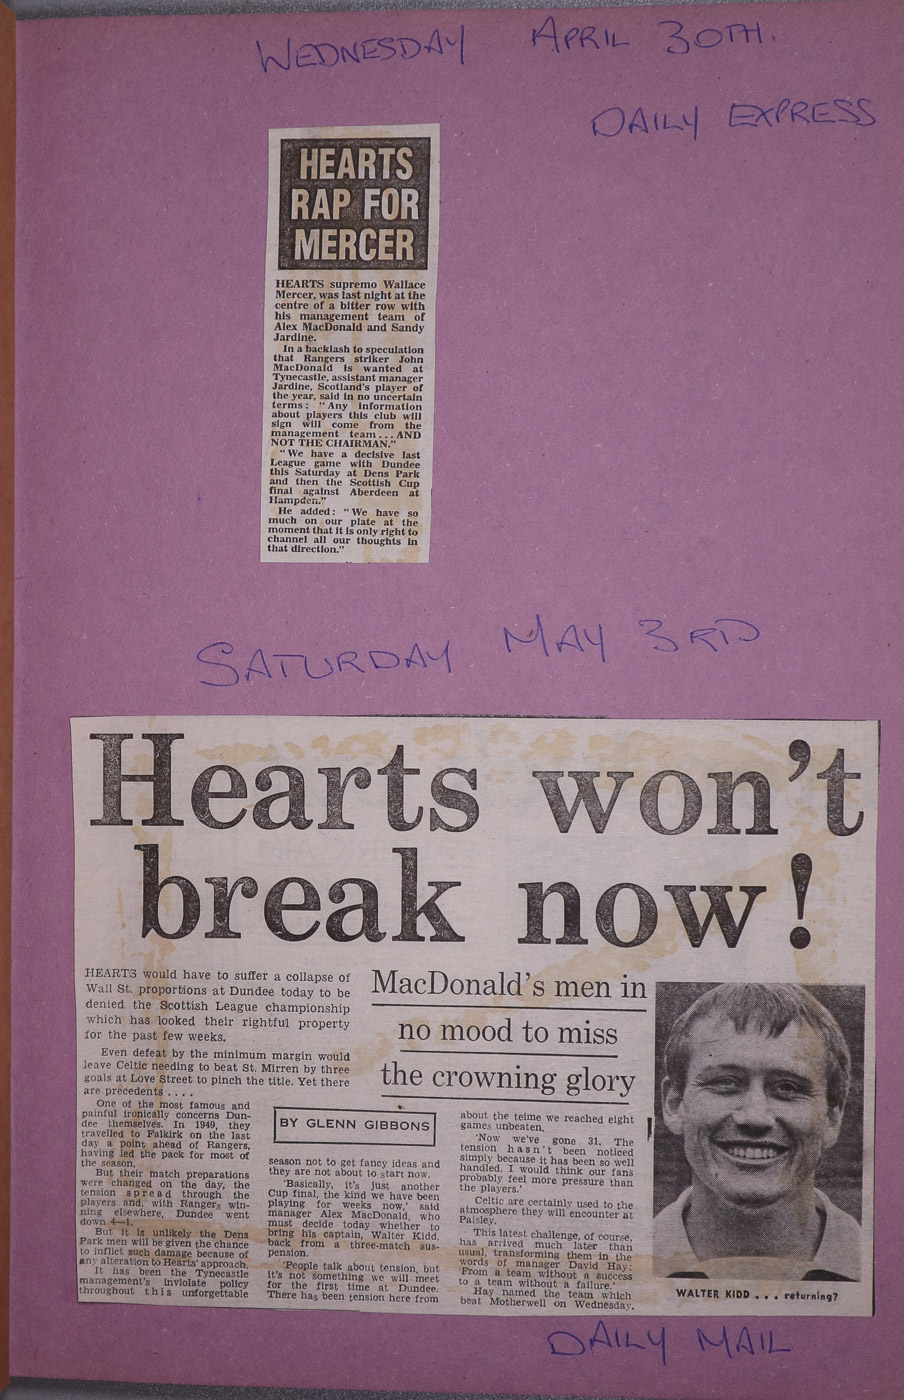 WEDNESDAY APRIL 30TH.
DAILY EXPRESS
HEARTS
RAP FOR
MERCER
HEARTS supremo Wallace
Mercer, was last night at the
centre of a bitter row with
his management team of
Alex MacDonald and Sandy
Jardine.
In a backlash to speculation
that Rangers striker John
MacDonald is wanted at
Tynecastle, assistant manager
Jardine, Scotland's player of
the year, said in no uncertain
terms: "Any information
about players this club will
sign will come from the
management team...AND
NOT THE CHAIRMAN."
"We have a decisive last
League game with Dundee
this Saturday at Dens Park
and then the Scottish Cup
final against Aberdeen at
Hampden."
He added: "We have so
much on our plate at the
moment that it is only right to
channel all our thoughts in
that direction."
SATURDAY MAY 3RD
Hearts won't
break now!
HEARTS would have to suffer a collapse of
Wall St. proportions at Dundee today to be
denied the Scottish League championship
which has looked their rightful property
for the past few weeks.
Even defeat by the minimum margin would
leave Celtic needing to beat St. Mirren by three
goals at Love Street to pinch the title. Yet there
are precedents . . . .
One of the most famous and
painful ironically concerns Dun-
dee themselves. In 1949, they
travelled to Falkirk on the last
day a point ahead of Rangers,
having led the pack for most of
the season.
But their match preparations
were changed on the day, the
tension spread through the
players and, with Rangers win-
ning elsewhere, Dundee went
down 4—1.
But it is unlikely the Dens
Park men will be given the chance
to inflict such damage because of
any alteration to Hearts' approach.
It has been the Tynecastle
management's inviolate policy
throughout this unforgettable
MacDonald's men in
no mood to miss
the crowning glory
BY GLENN GIBBONS
season not to get fancy ideas and
they are not about to start now.
'Basically, it's just another
Cup final, the kind we have been
playing for weeks now,' said
manager Alex MacDonald, who
must decide today whether to
bring his captain, Walter Kidd,
back from a three-match sus-
pension.
'People talk about tension, but
it's not something we will meet
for the first time at Dundee.
There has been tension here from
about the teime we reached eight
games unbeaten.
'Now we've gone 31. The
tension hasn't been noticed
simply because it has been so well
handled. I would think our fans
probably feel more pressure than
the players.'
Celtic are certainly used to the
atmosphere they will encounter at
Paisley.
This latest challenge, of course,
has arrived much later than
usual, transforming them in the
words of manager David Hay:
'From a team without a success
to a team without a failure.'
Hay named the team which
beat Motherwell on Wednesday.
WALTER KIDD . . . returning?
DAILY MAIL